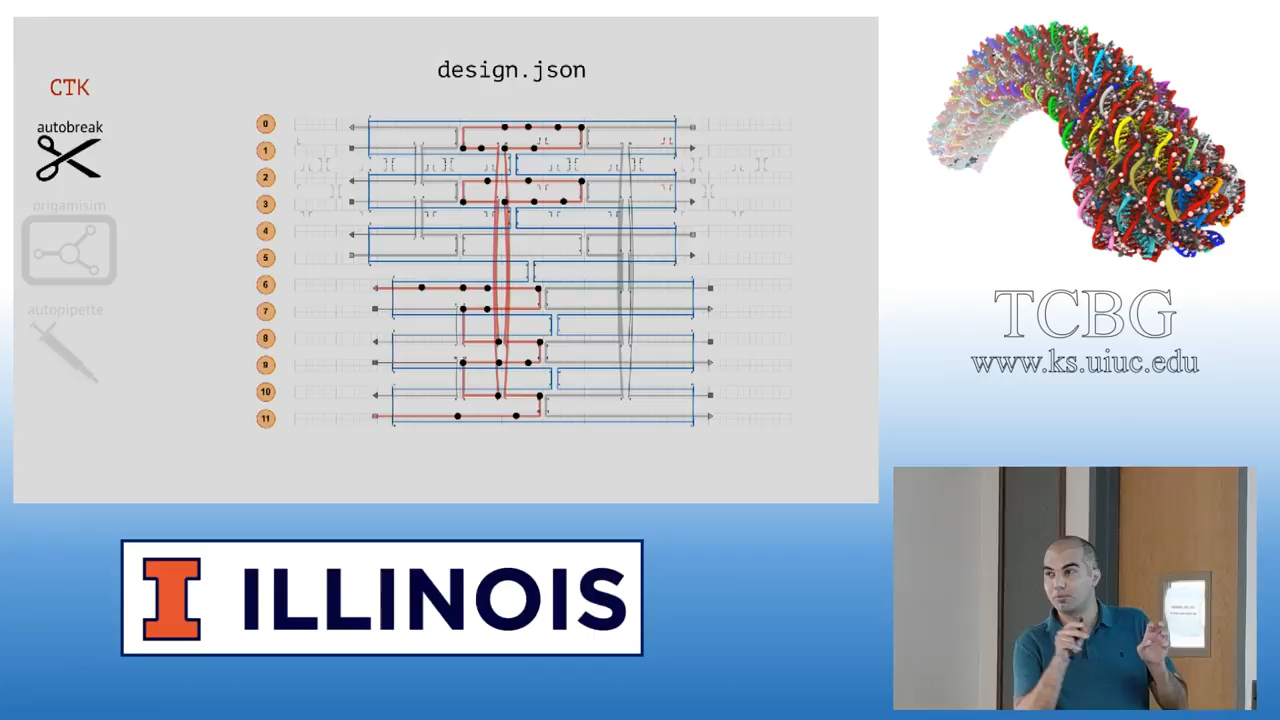 design.json
CTK
autobreak
origamisim
autopipette
0
1
2
3
4
5
6
7
8
9
10
11
TCBG
www.ks.uiuc.edu
I ILLINOIS